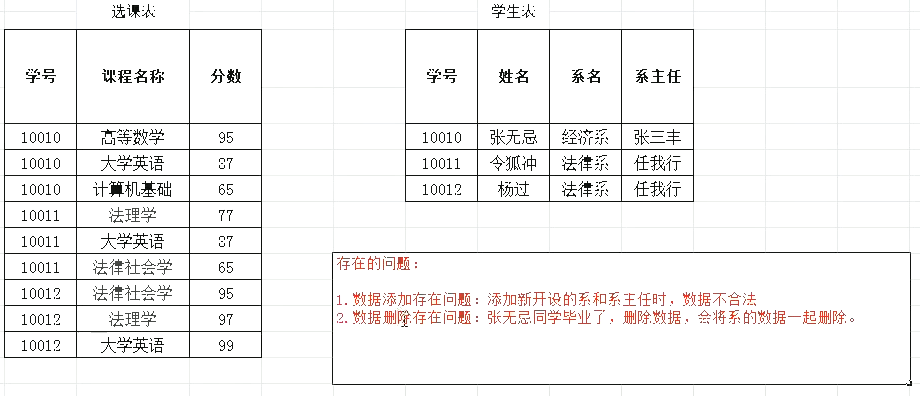 选课表
学号 课程名称 分数
10010 高等数学 95
10010 大学英语 87
10010 计算机基础 65
10011 法理学 77
10011 大学英语 87
10011 法律社会学 65
10012 法律社会学 95
10012 法理学 97
10012 大学英语 99
学生表
学号 姓名 系名 系主任
10010 张无忌 经济系 张三丰
10011 令狐冲 法律系 任我行
10012 杨过 法律系 任我行
存在的问题：
1.数据添加存在问题：添加新开设的系和系主任时，数据不合法
2.数据删除存在问题：张无忌同学毕业了，删除数据，会将系的数据一起删除。